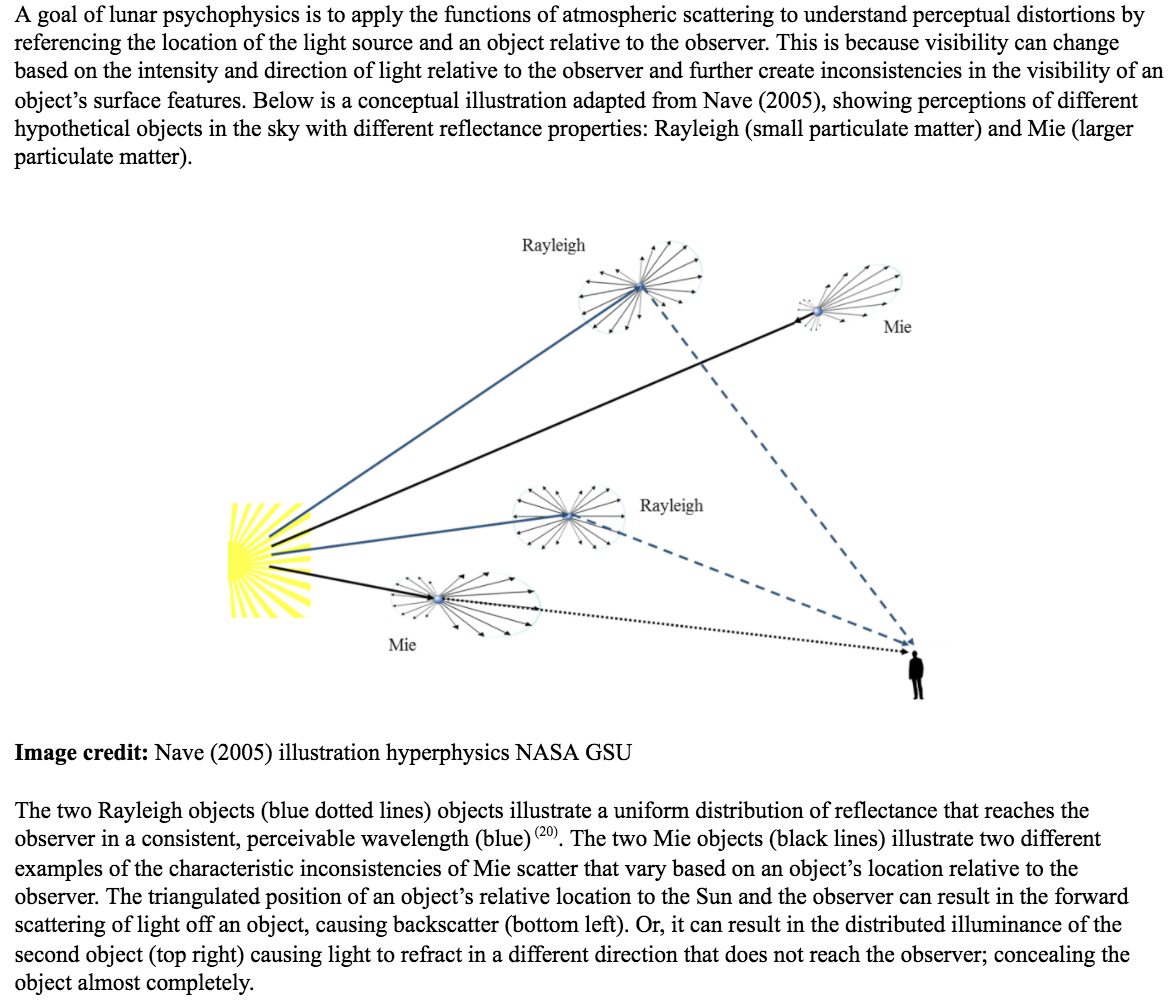 A goal of lunar psychophysics is to apply the functions of atmospheric scattering to understand perceptual distortions by
referencing the location of the light source and an object relative to the observer. This is because visibility can change
based on the intensity and direction of light relative to the observer and further create inconsistencies in the visibility of an
object’s surface features. Below is a conceptual illustration adapted from Nave (2005), showing perceptions of different
hypothetical objects in the sky with different reflectance properties: Rayleigh (small particulate matter) and Mie (larger
particulate matter).
Rayleigh
Mie
Rayleigh
Mie
Image credit: Nave (2005) illustration hyperphysics NASA GSU
The two Rayleigh objects (blue dotted lines) objects illustrate a uniform distribution of reflectance that reaches the
observer in a consistent, perceivable wavelength (blue) (20). The two Mie objects (black lines) illustrate two different
examples of the characteristic inconsistencies of Mie scatter that vary based on an object’s location relative to the
observer. The triangulated position of an object’s relative location to the Sun and the observer can result in the forward
scattering of light off an object, causing backscatter (bottom left). Or, it can result in the distributed illuminance of the
second object (top right) causing light to refract in a different direction that does not reach the observer; concealing the
object almost completely.